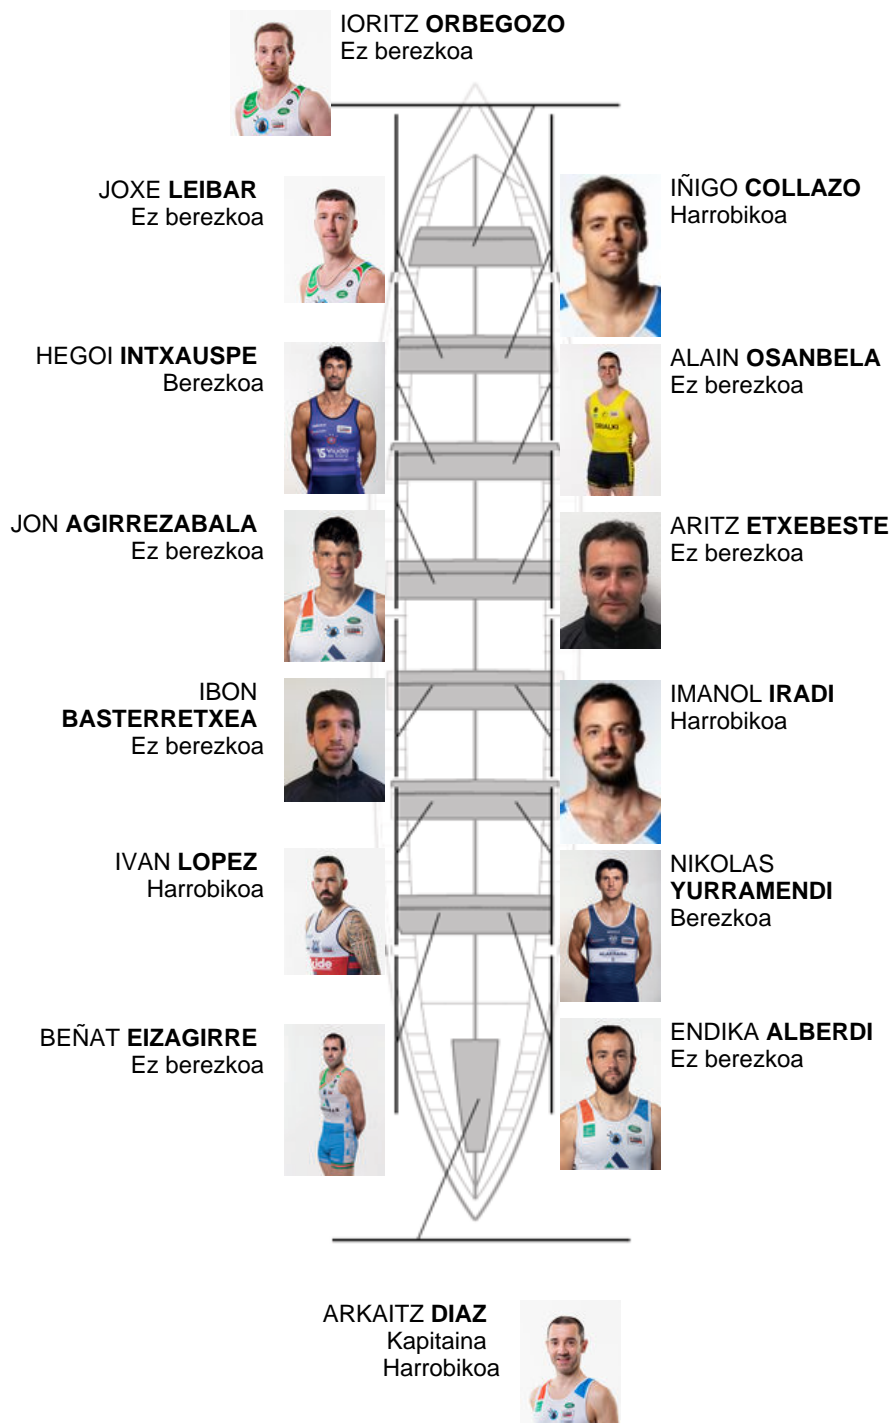 IORITZ ORBEGOZO
Ez berezkoa
JOXE LEIBAR
Ez berezkoa
IÑIGO COLLAZO
Harrobikoa
HEGOI INTXAUSPE
Berezkoa
ALAIN OSANBELA
Ez berezkoa
JON AGIRREZABALA
Ez berezkoa
ARITZ ETXEBESTE
Ez berezkoa
IBON
BASTERRETXEA
Ez berezkoa
IMANOL IRADI
Harrobikoa
IVAN LOPEZ
Harrobikoa
NIKOLAS
YURRAMENDI
Berezkoa
BEÑAT EIZAGIRRE
Ez berezkoa
ENDIKA ALBERDI
Ez berezkoa
ARKAITZ DIAZ
Kapitaina
Harrobikoa